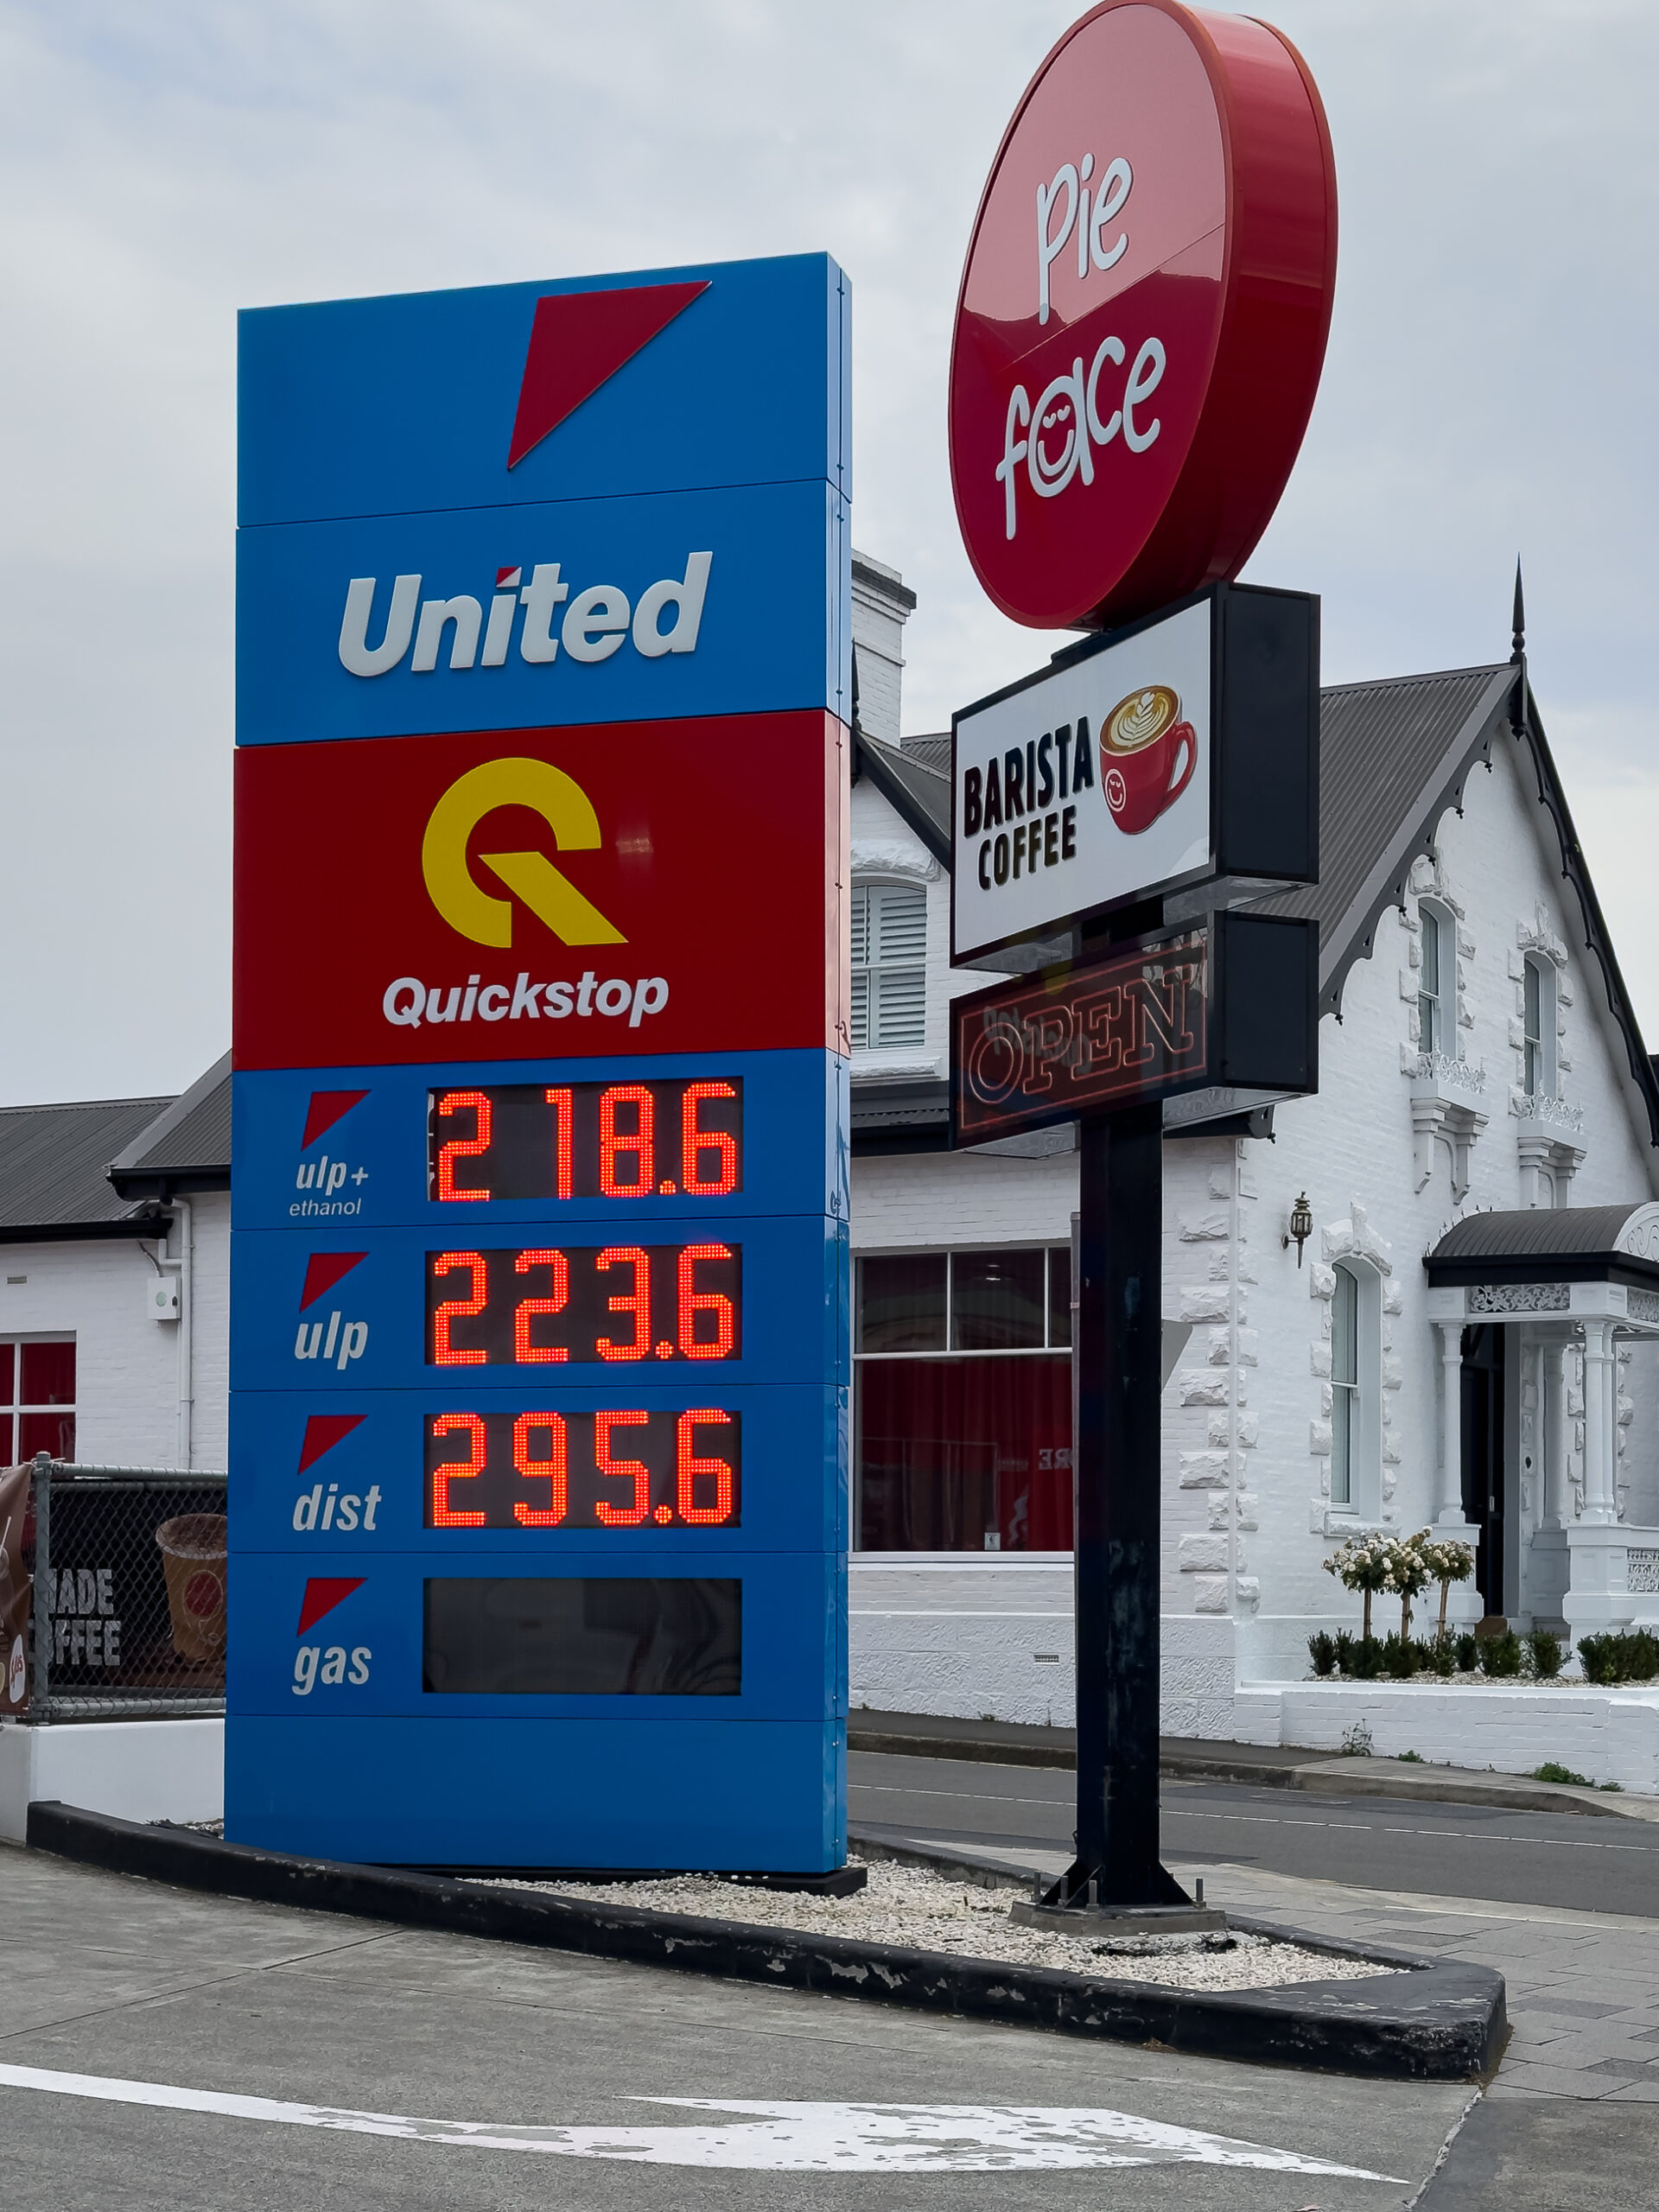 United
Quickstop
ulp+
ethanol
218.6
ulp
223.6
dist
295.6
gas
pie
face
BARISTA
COFFEE
OPEN